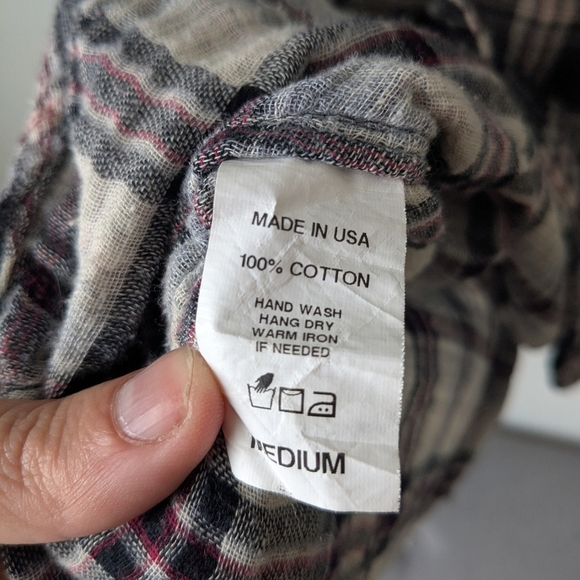 MADE IN USA
100% COTTON
HAND WASH
HANG DRY
WARM IRON
IF NEEDED
MEDIUM